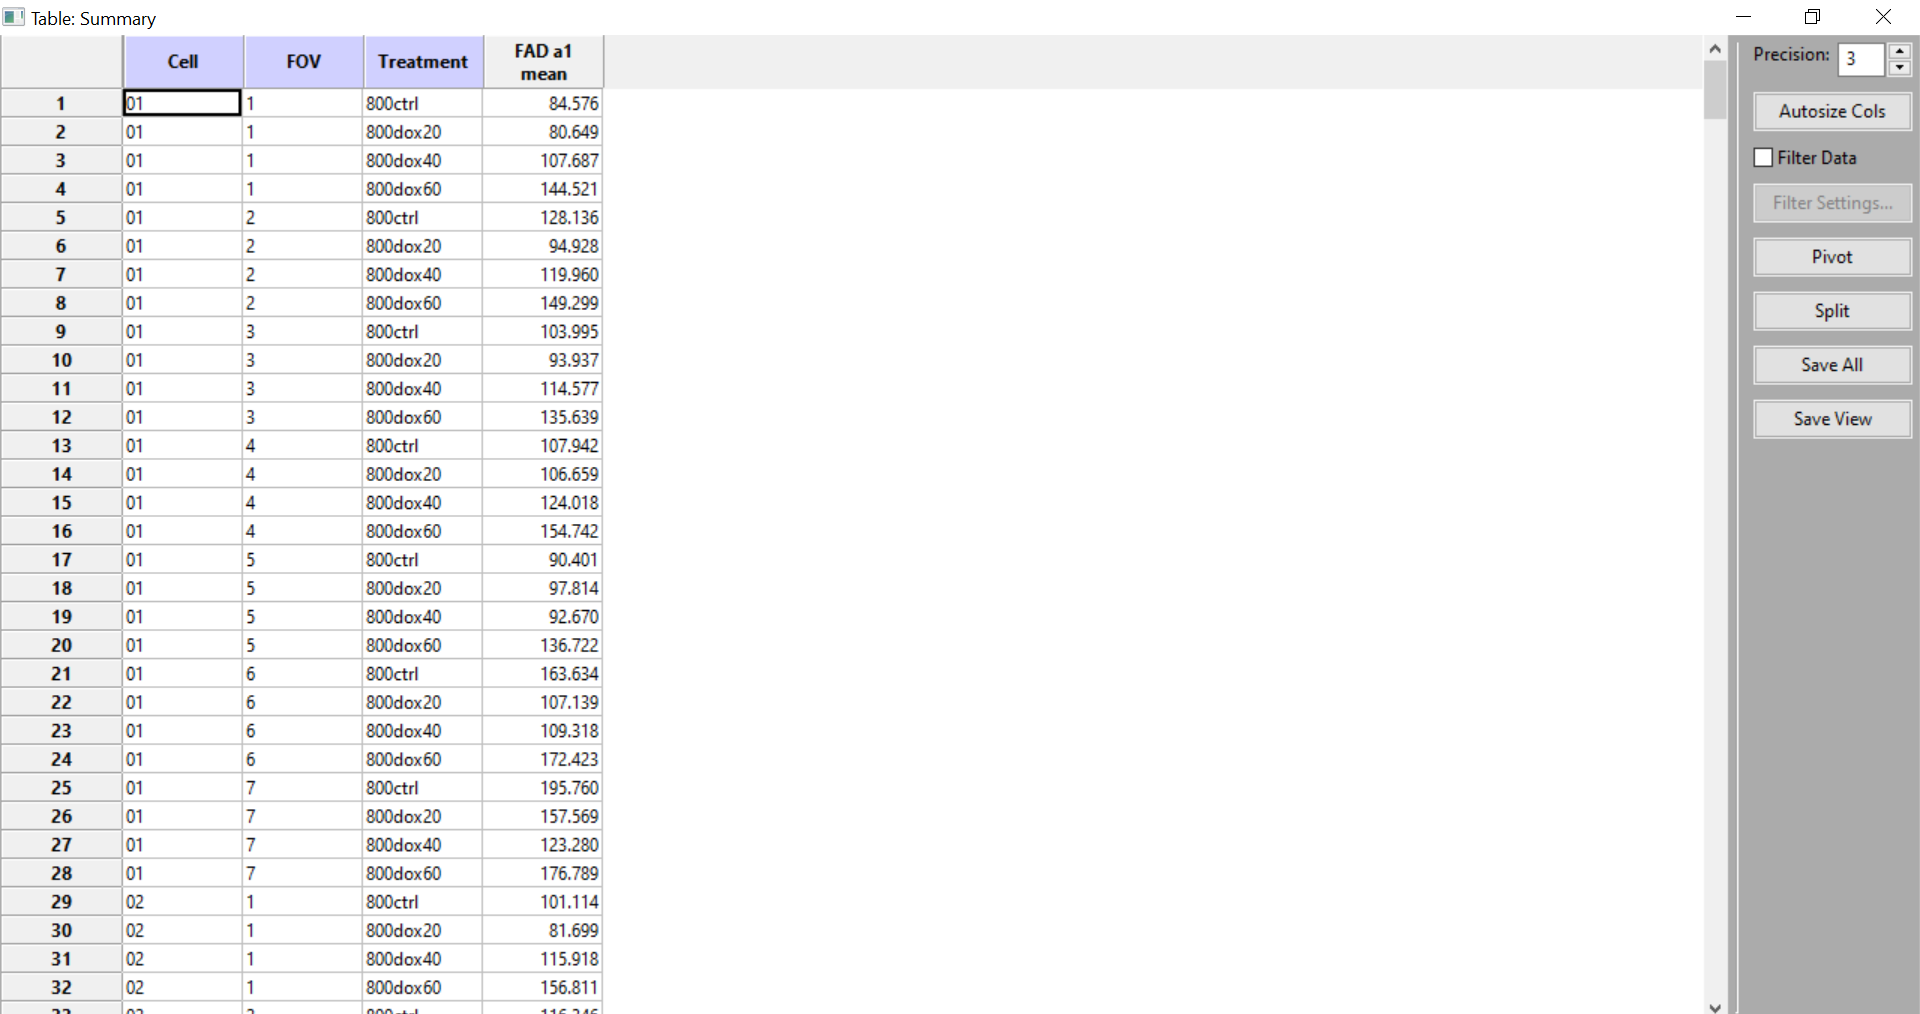 Table: Summary
Cell FOV Treatment FAD a1 mean
1 01 1 800ctrl 84.576
2 01 1 800dox20 80.649
3 01 1 800dox40 107.687
4 01 1 800dox60 144.521
5 01 2 800ctrl 128.136
6 01 2 800dox20 94.928
7 01 2 800dox40 119.960
8 01 2 800dox60 149.299
9 01 3 800ctrl 103.995
10 01 3 800dox20 93.937
11 01 3 800dox40 114.577
12 01 3 800dox60 135.639
13 01 4 800ctrl 107.942
14 01 4 800dox20 106.659
15 01 4 800dox40 124.018
16 01 4 800dox60 154.742
17 01 5 800ctrl 90.401
18 01 5 800dox20 97.814
19 01 5 800dox40 92.670
20 01 5 800dox60 136.722
21 01 6 800ctrl 163.634
22 01 6 800dox20 107.139
23 01 6 800dox40 109.318
24 01 6 800dox60 172.423
25 01 7 800ctrl 195.760
26 01 7 800dox20 157.569
27 01 7 800dox40 123.280
28 01 7 800dox60 176.789
29 02 1 800ctrl 101.114
30 02 1 800dox20 81.699
31 02 1 800dox40 115.918
32 02 1 800dox60 156.811
Precision: 3
Autosize Cols
Filter Data
Filter Settings...
Pivot
Split
Save All
Save View